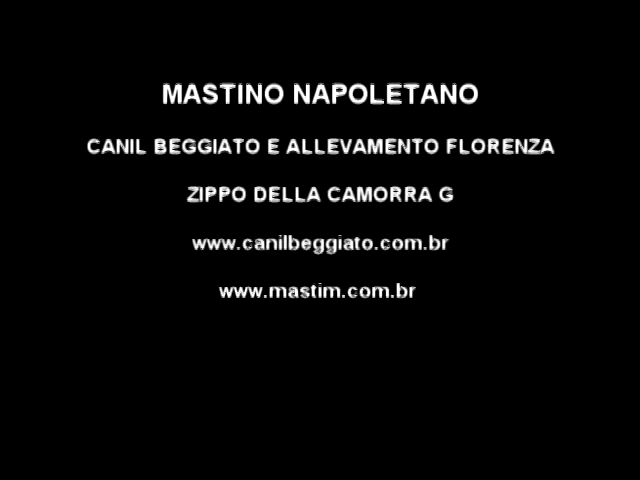 MASTINO NAPOLETANO
CANIL BEGGIATO E ALLEVAMENTO FLORENZA
ZIPPO DELLA CAMORRA G
www.canilbeggiato.com.br
www.mastim.com.br